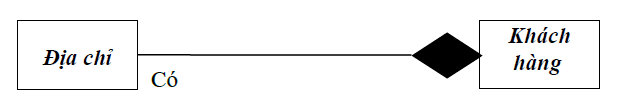 Địa chỉ
Có
Khách
hàng